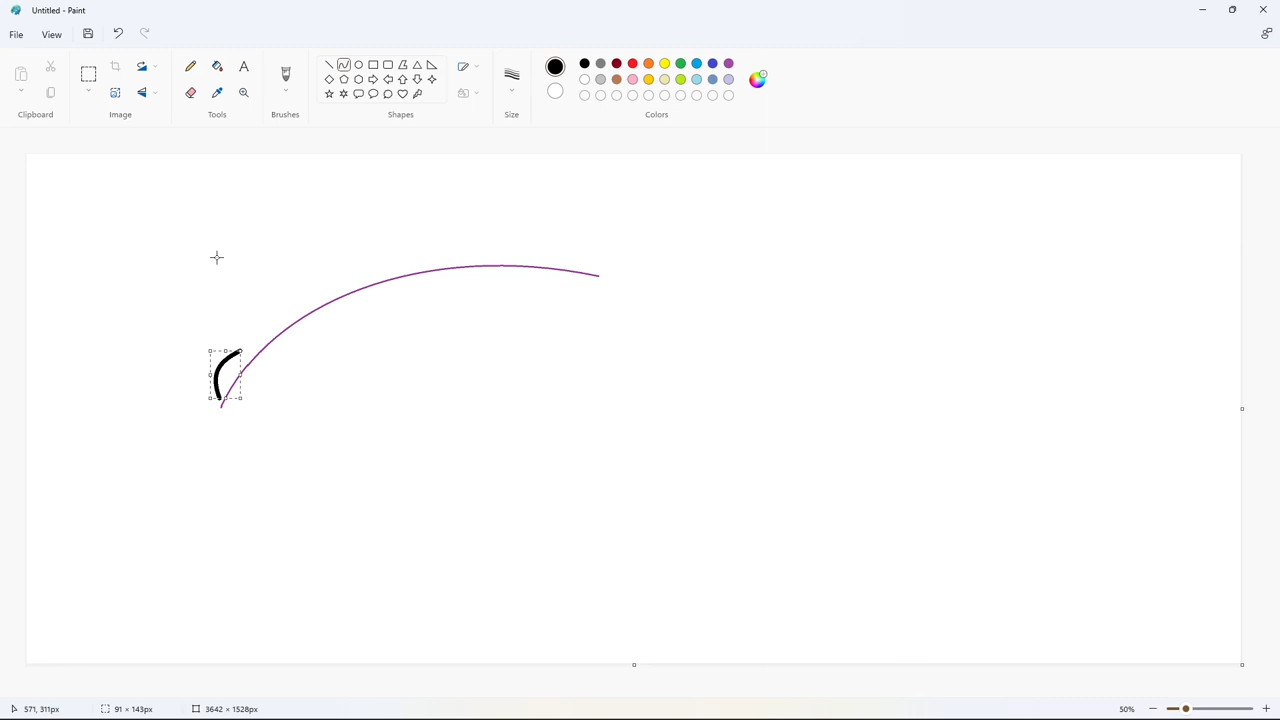 Untitled - Paint
File View
Clipboard
Image
Tools
Brushes
Shapes
Size
Colors
571, 311px
91 × 143px
3642 × 1528px
50%